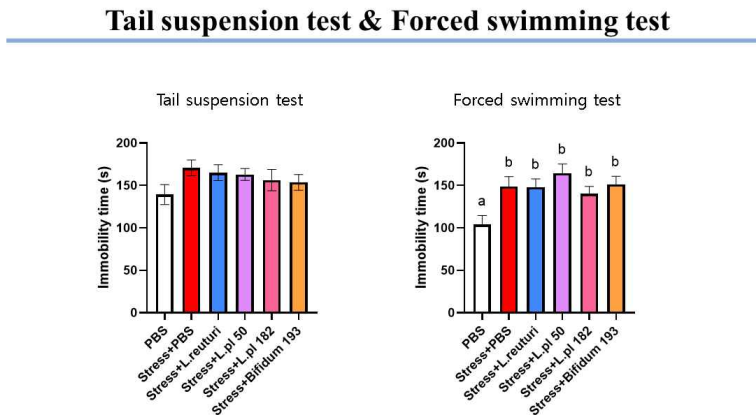 Tail suspension test & Forced swimming test
Tail suspension test
Immobility time (s)
200
150
100
50
0
PBS
Stress+PBS
Stress+L.reuturi
Stress+L.pl 50
Stress+L.pl 182
Stress+Bifidum 193
Forced swimming test
Immobility time (s)
200
150
100
50
0
a
b
b
b
b
b
PBS
Stress+PBS
Stress+L.reuturi
Stress+L.pl 50
Stress+L.pl 182
Stress+Bifidum 193